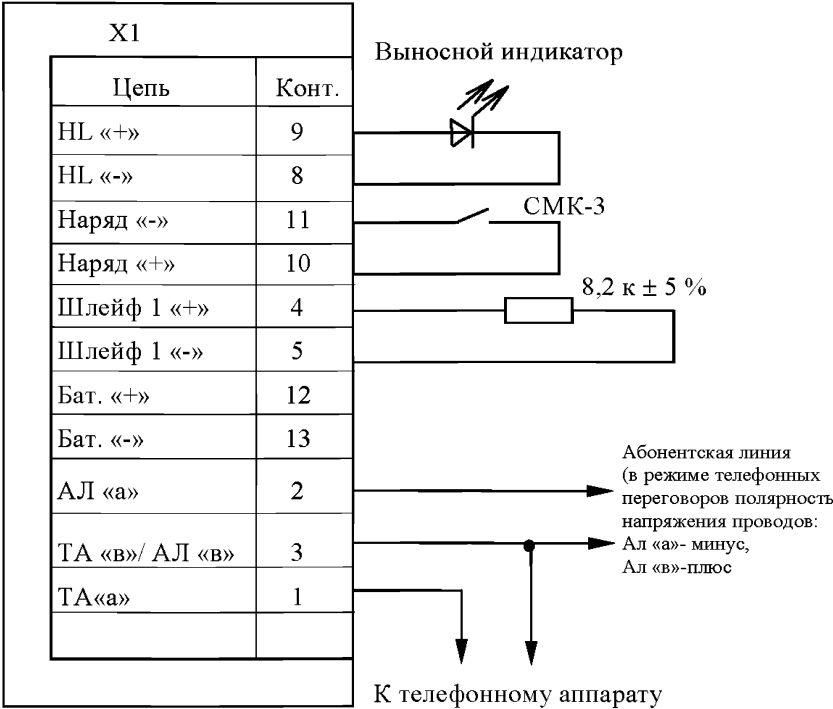 X1
Цепь Конт.
HL «+» 9
HL «-» 8
Наряд «-» 11
Наряд «+» 10
Шлейф 1 «+» 4
Шлейф 1 «-» 5
Бат. «+» 12
Бат. «-» 13
АЛ «а» 2
ТА «в»/ АЛ «в» 3
ТА«а» 1
Выносной индикатор
СМК-3
8,2 к ± 5 %
Абонентская линия
(в режиме телефонных
переговоров полярность
напряжения проводов:
Ал «а»- минус,
Ал «в»-плюс
К телефонному аппарату